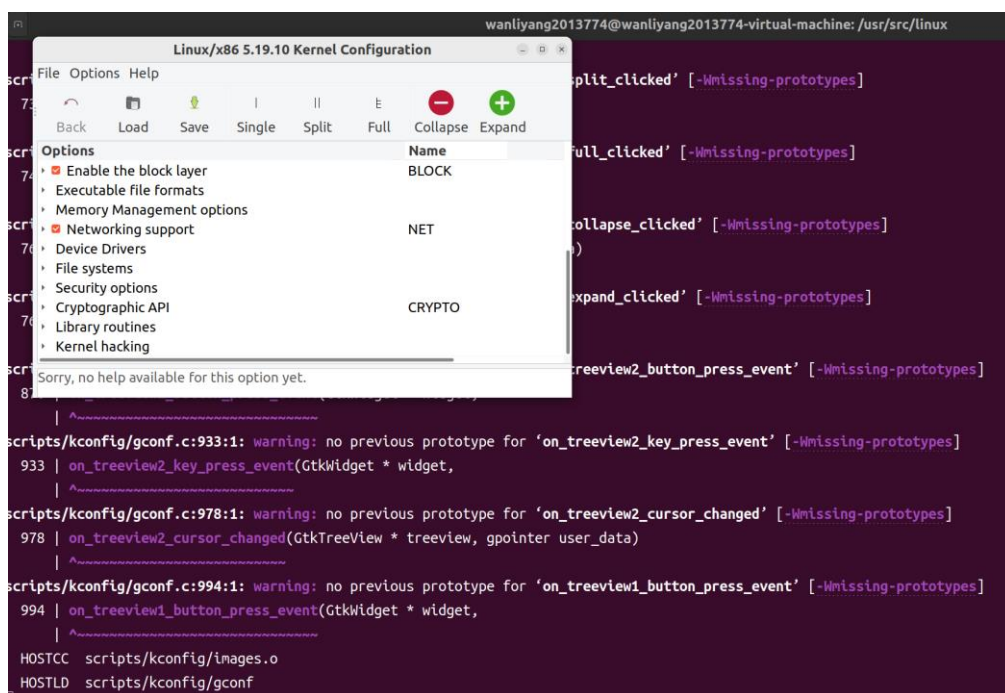 wanliyang2013774@wanliyang2013774-virtual-machine: /usr/src/linux
Linux/x86 5.19.10 Kernel Configuration
File Options Help
Back Load Save Single Split Full Collapse Expand
Options Name
Enable the block layer BLOCK
Executable file formats
Memory Management options
Networking support NET
Device Drivers
File systems
Security options
Cryptographic API CRYPTO
Library routines
Kernel hacking
Sorry, no help available for this option yet.
split_clicked’ [-Wmissing-prototypes]
full_clicked’ [-Wmissing-prototypes]
collapse_clicked’ [-Wmissing-prototypes]
)
expand_clicked’ [-Wmissing-prototypes]
treeview2_button_press_event’ [-Wmissing-prototypes]
| ^~~~~~~~~~~~~~~~~~~~~~~~~~~~~~
scripts/kconfig/gconf.c:933:1: warning: no previous prototype for ‘on_treeview2_key_press_event’ [-Wmissing-prototypes]
933 | on_treeview2_key_press_event(GtkWidget * widget,
| ^~~~~~~~~~~~~~~~~~~~~~~~~~~~
scripts/kconfig/gconf.c:978:1: warning: no previous prototype for ‘on_treeview2_cursor_changed’ [-Wmissing-prototypes]
978 | on_treeview2_cursor_changed(GtkTreeView * treeview, gpointer user_data)
| ^~~~~~~~~~~~~~~~~~~~~~~~~~~
scripts/kconfig/gconf.c:994:1: warning: no previous prototype for ‘on_treeview1_button_press_event’ [-Wmissing-prototypes]
994 | on_treeview1_button_press_event(GtkWidget * widget,
| ^~~~~~~~~~~~~~~~~~~~~~~~~~~~~~~
HOSTCC scripts/kconfig/images.o
HOSTLD scripts/kconfig/gconf